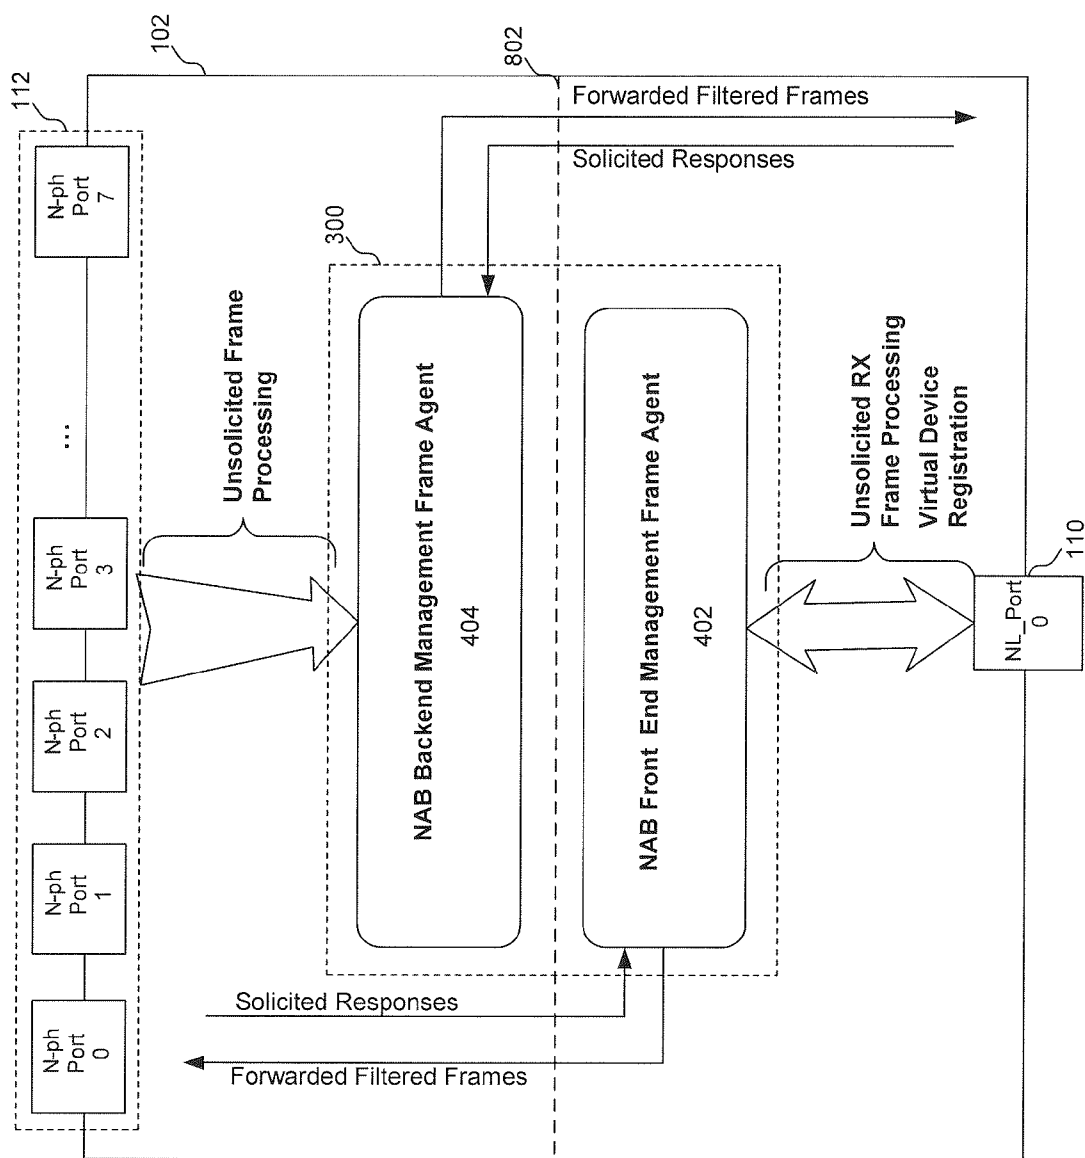 112
102
802
N-ph
Port
0
N-ph
Port
1
N-ph
Port
2
N-ph
Port
3
...
N-ph
Port
7
Unsolicited Frame
Processing
300
Forwarded Filtered Frames
Solicited Responses
NAB Backend Management Frame Agent
404
NAB Front End Management Frame Agent
402
Solicited Responses
Forwarded Filtered Frames
Unsolicited RX
Frame Processing
Virtual Device
Registration
NL_Port
0
110